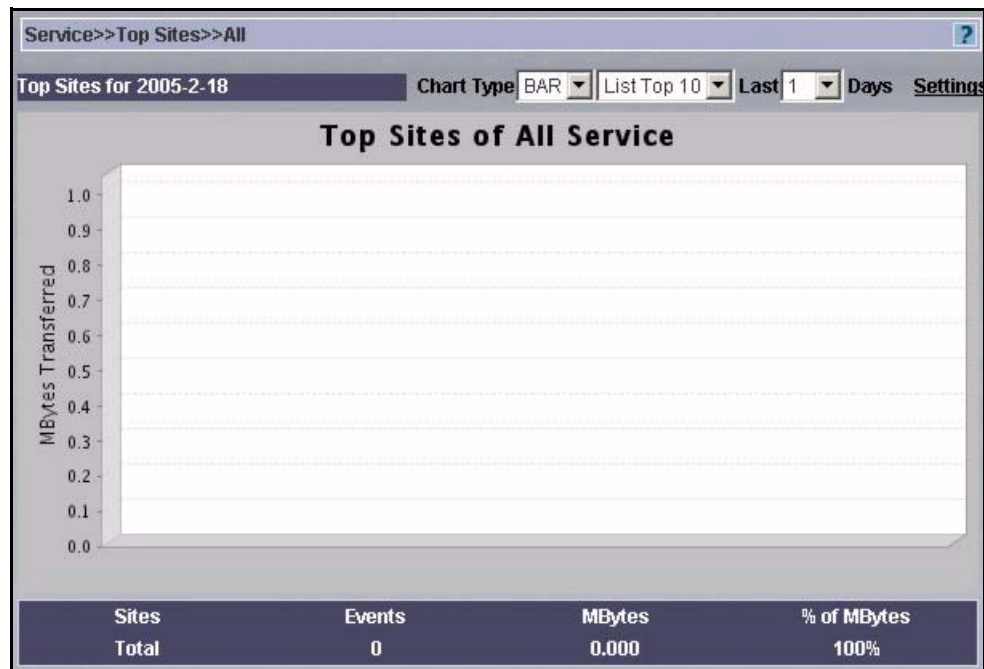 Service>>Top Sites>>All ?
Top Sites for 2005-2-18 Chart Type BAR List Top 10 Last 1 Days Settings
Top Sites of All Service
MBytes Transferred
1.0
0.9
0.8
0.7
0.6
0.5
0.4
0.3
0.2
0.1
0.0
Sites Events MBytes % of MBytes
Total 0 0.000 100%